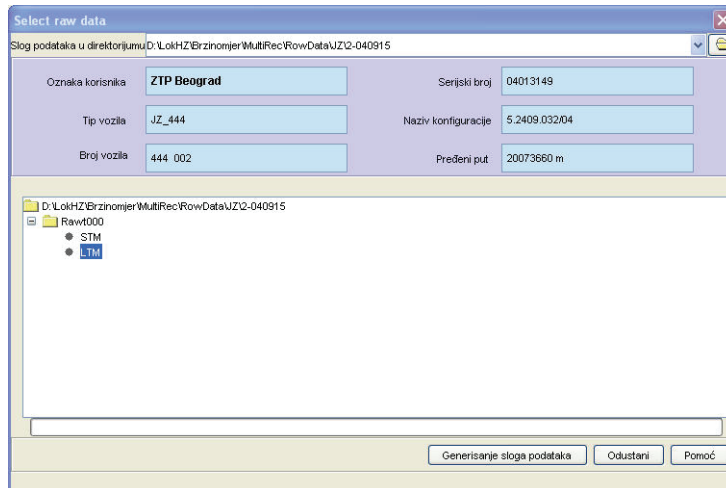 Select raw data
Slog podataka u direktorijumu D:\LokHZ\Brzinomjer\MultiRec\RowData\JZ\2-040915
Oznaka korisnika ZTP Beograd Serijski broj 04013149
Tip vozila JZ_444 Naziv konfiguracije 5.2409.032/04
Broj vozila 444 002 Pređeni put 20073660 m
D:\LokHZ\Brzinomjer\MultiRec\RowData\JZ\2-040915
Rawt000
STM
LTM
Generisanje sloga podataka Odustani Pomoć